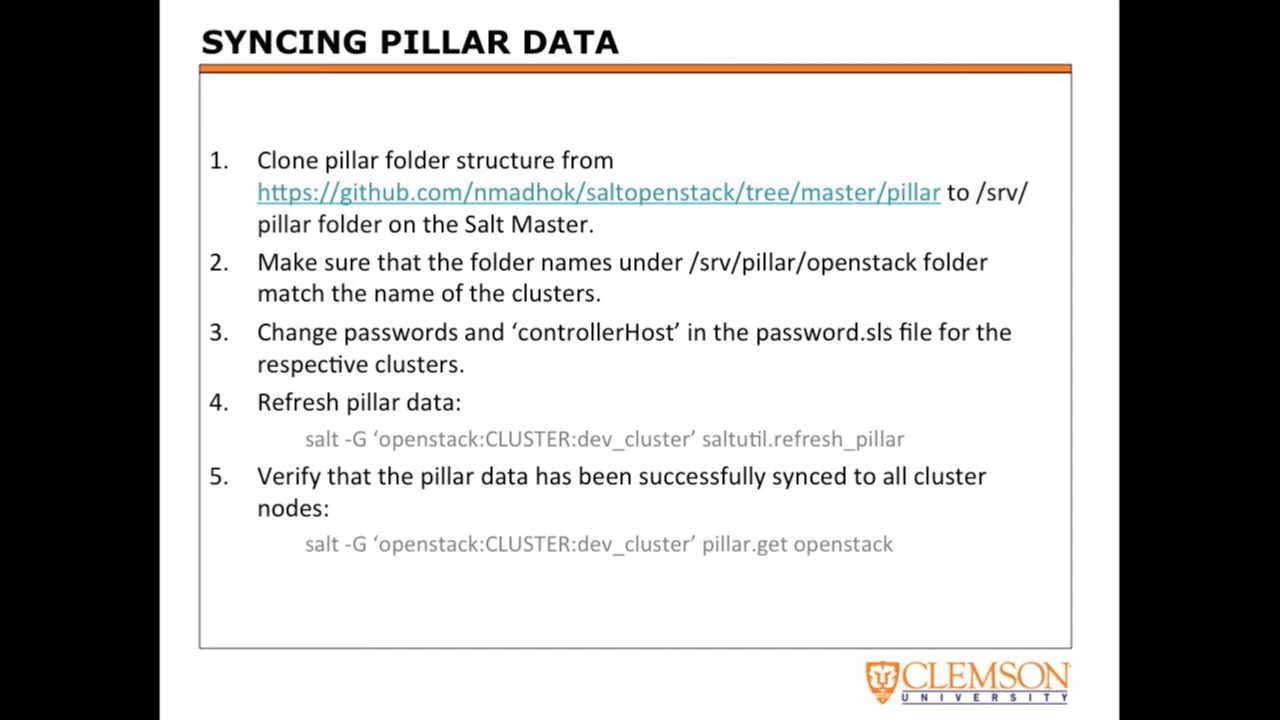 SYNCING PILLAR DATA
1. Clone pillar folder structure from
https://github.com/nmadhok/saltopenstack/tree/master/pillar to /srv/
pillar folder on the Salt Master.
2. Make sure that the folder names under /srv/pillar/openstack folder
match the name of the clusters.
3. Change passwords and ‘controllerHost’ in the password.sls file for the
respective clusters.
4. Refresh pillar data:
salt -G ‘openstack:CLUSTER:dev_cluster’ saltutil.refresh_pillar
5. Verify that the pillar data has been successfully synced to all cluster
nodes:
salt -G ‘openstack:CLUSTER:dev_cluster’ pillar.get openstack
CLEMSON
UNIVERSITY